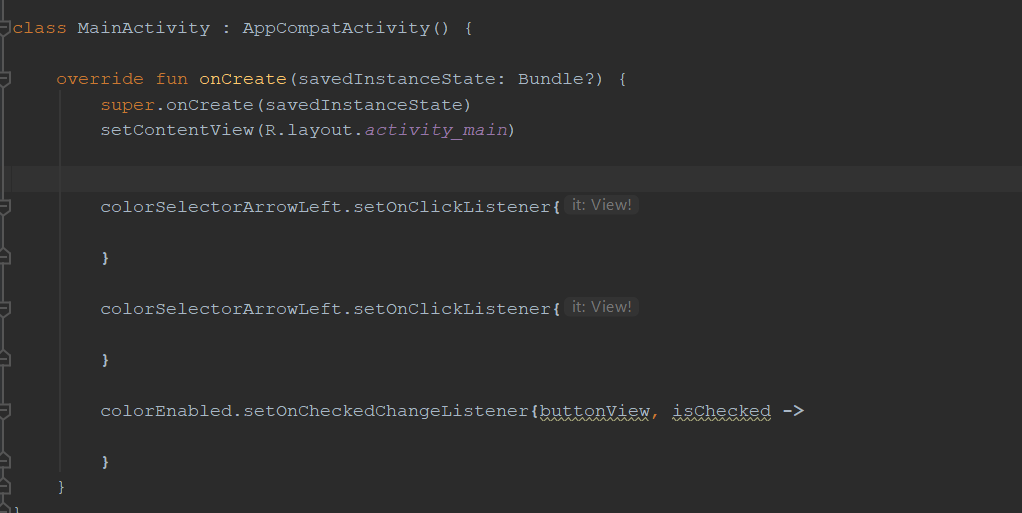 class MainActivity : AppCompatActivity() {
override fun onCreate(savedInstanceState: Bundle?) {
super.onCreate(savedInstanceState)
setContentView(R.layout.activity_main)
colorSelectorArrowLeft.setOnClickListener{ it: View!
}
colorSelectorArrowLeft.setOnClickListener{ it: View!
}
colorEnabled.setOnCheckedChangeListener{buttonView, isChecked ->
}
}
}